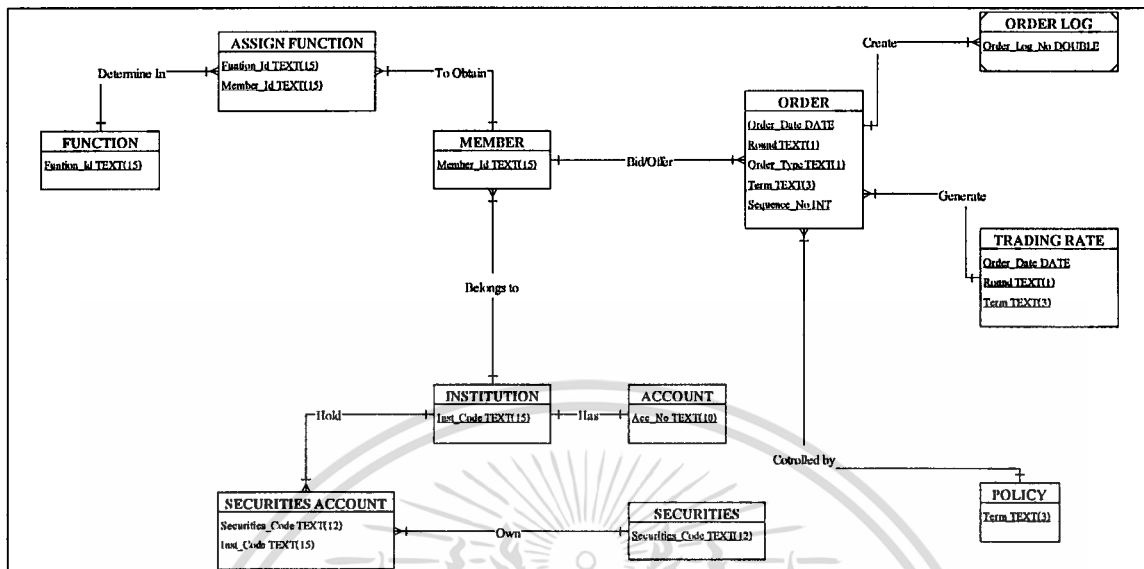 ORDER LOG
Order_Log_No DOUBLE
Create
ASSIGN FUNCTION
Funtion_Id TEXT(15)
Member_Id TEXT(15)
Determine In
To Obtain
FUNCTION
Funtion_Id TEXT(15)
MEMBER
Member_Id TEXT(15)
Bid/Offer
ORDER
Order_Date DATE
Round TEXT(1)
Order_Type TEXT(1)
Term TEXT(3)
Sequence_No INT
Generate
TRADING RATE
Order_Date DATE
Round TEXT(1)
Term TEXT(3)
Belongs to
INSTITUTION
Inst_Code TEXT(15)
Has
ACCOUNT
Acc_No TEXT(10)
Hold
Cotrolled by
POLICY
Term TEXT(3)
SECURITIES ACCOUNT
Securities_Code TEXT(12)
Inst_Code TEXT(15)
Own
SECURITIES
Securities_Code TEXT(12)